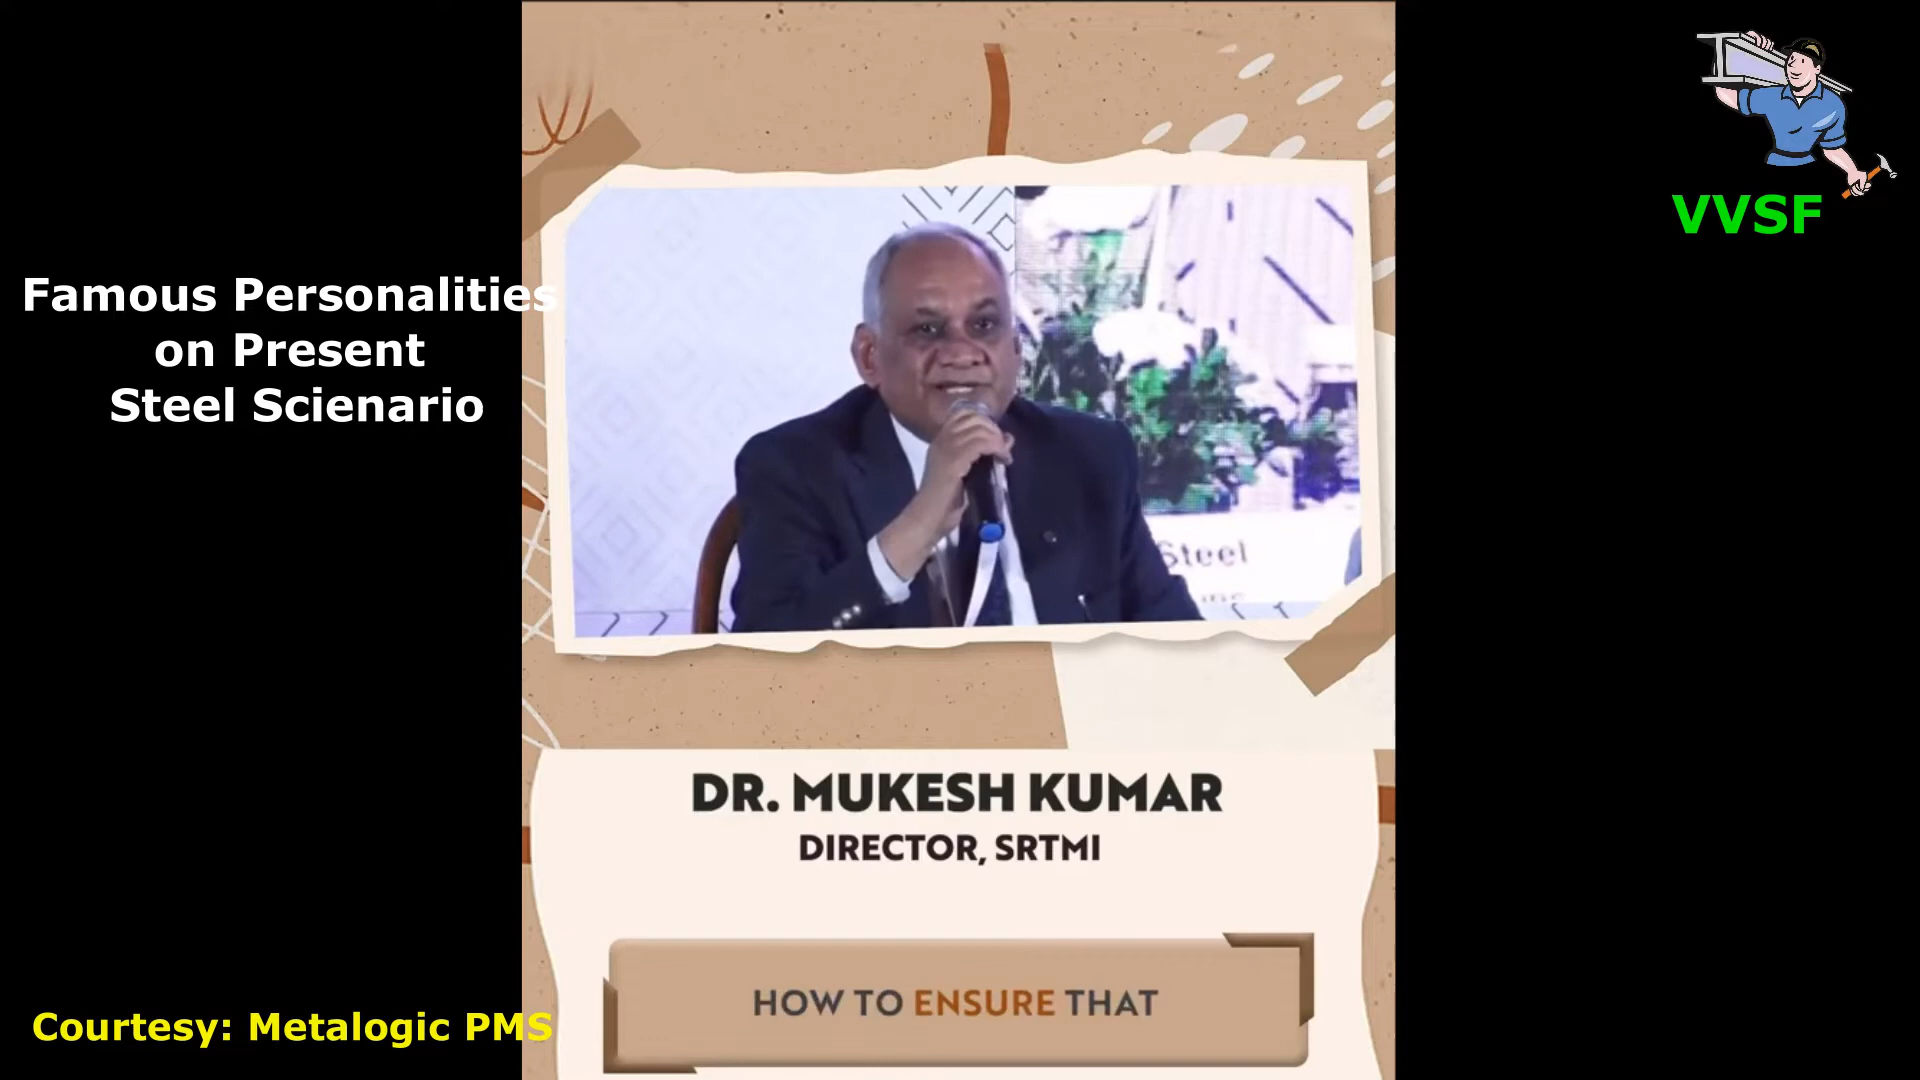 VVSF
Famous Personalities
on Present
Steel Scienario
Steel
DR. MUKESH KUMAR
DIRECTOR, SRTMI
HOW TO ENSURE THAT
Courtesy: Metalogic PMS